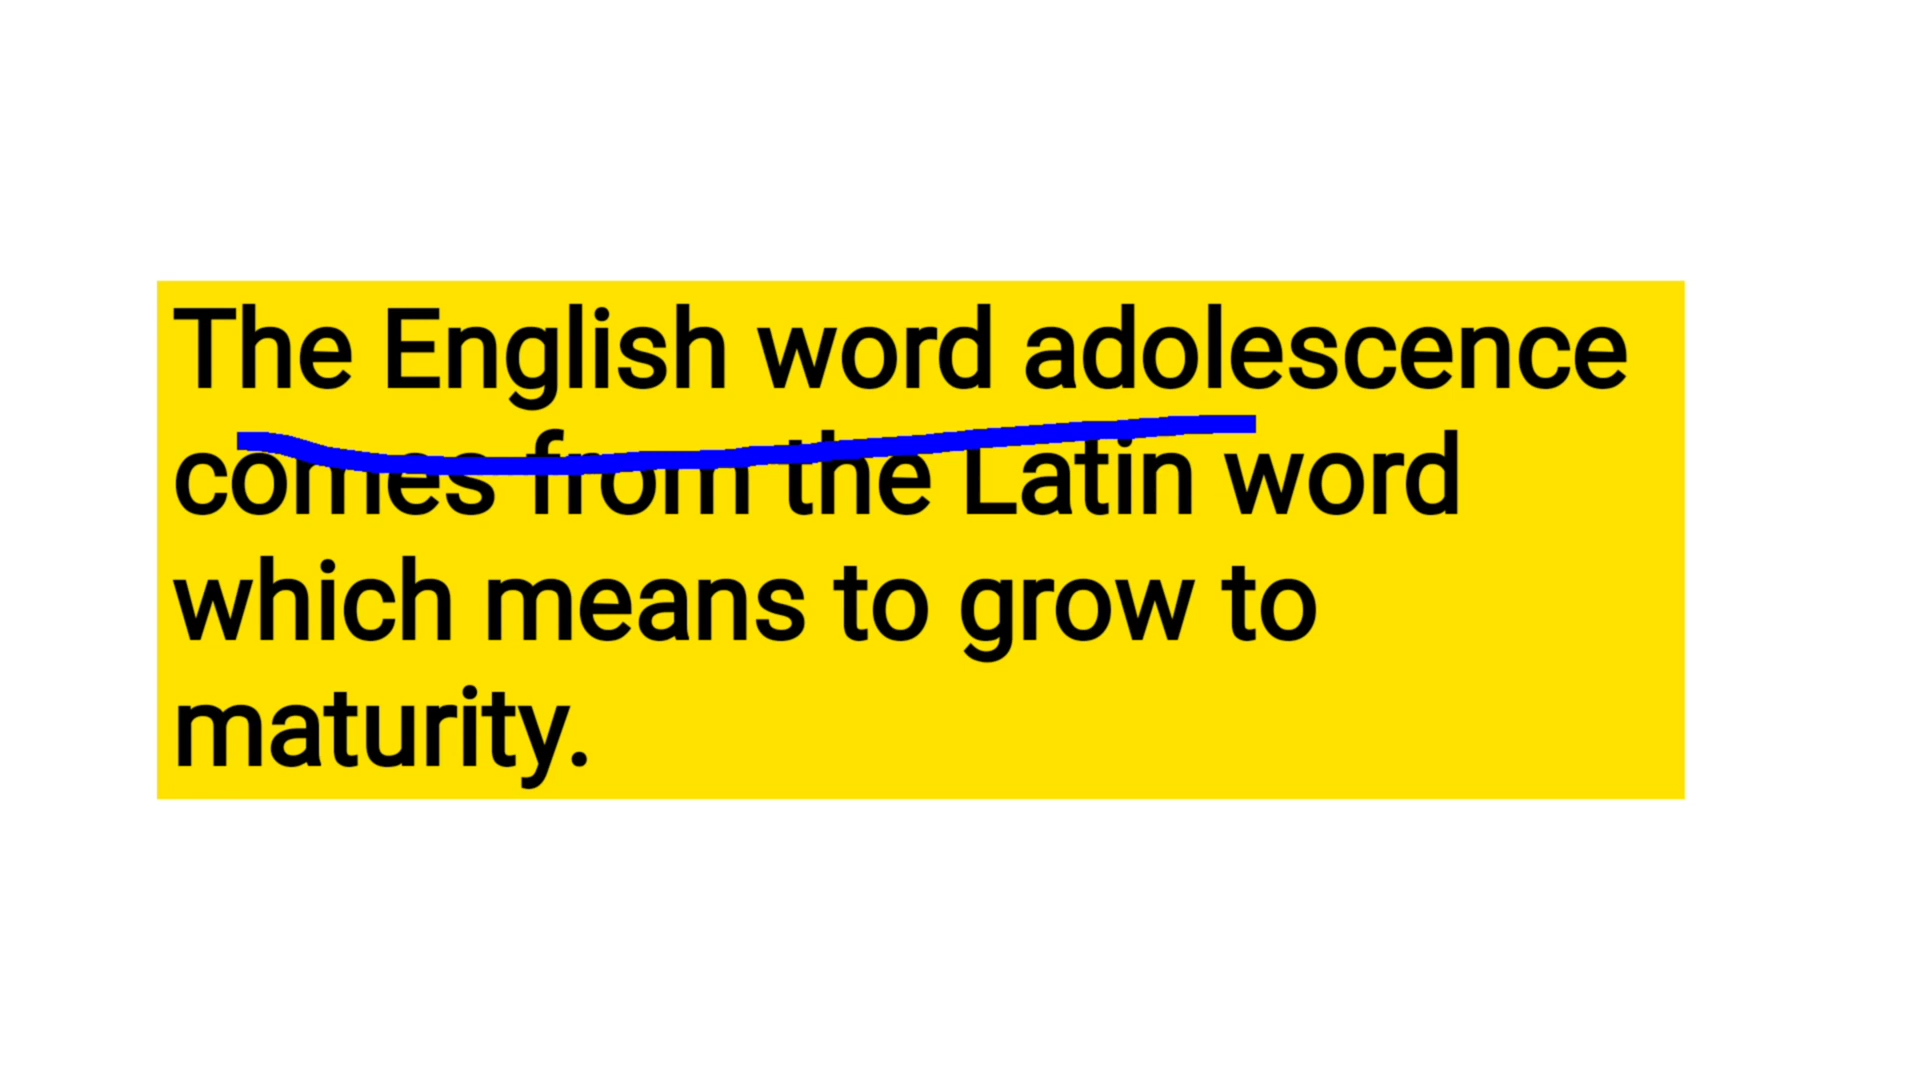 The English word adolescence
comes from the Latin word
which means to grow to
maturity.